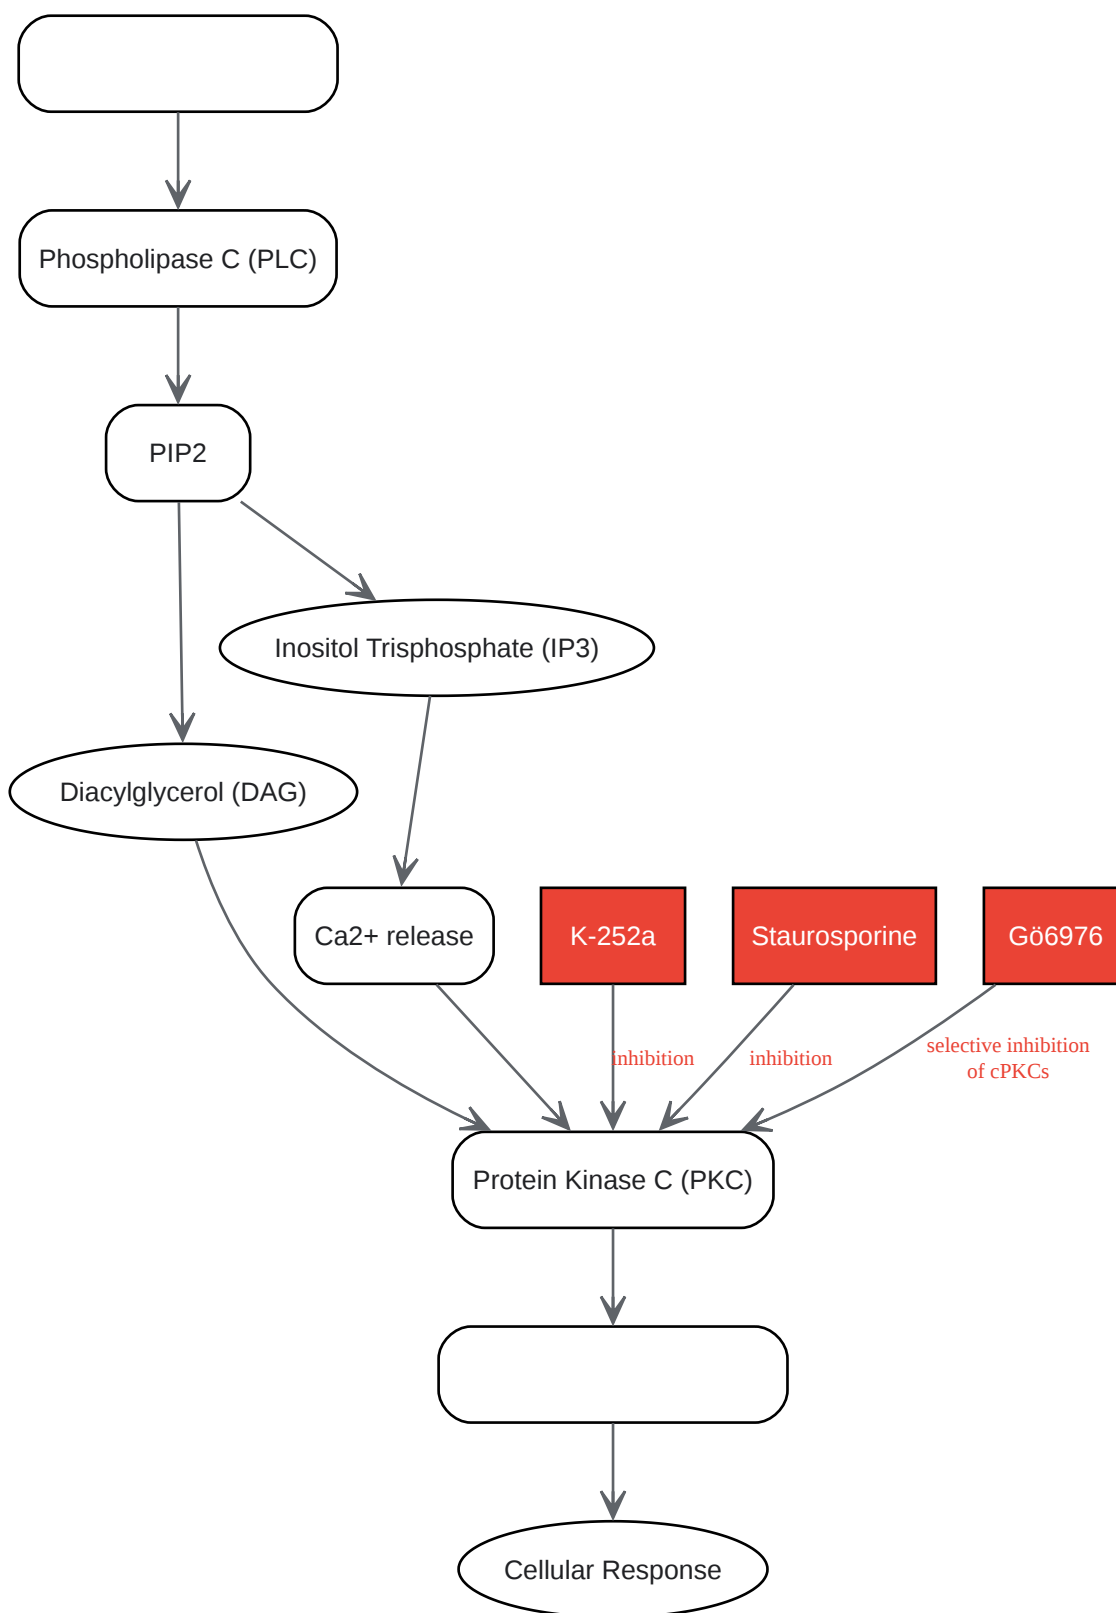 Phospholipase C (PLC)
PIP2
Inositol Trisphosphate (IP3)
Diacylglycerol (DAG)
Ca2+ release
K-252a
Staurosporine
Gö6976
inhibition
inhibition
selective inhibition
of cPKCs
Protein Kinase C (PKC)
Cellular Response